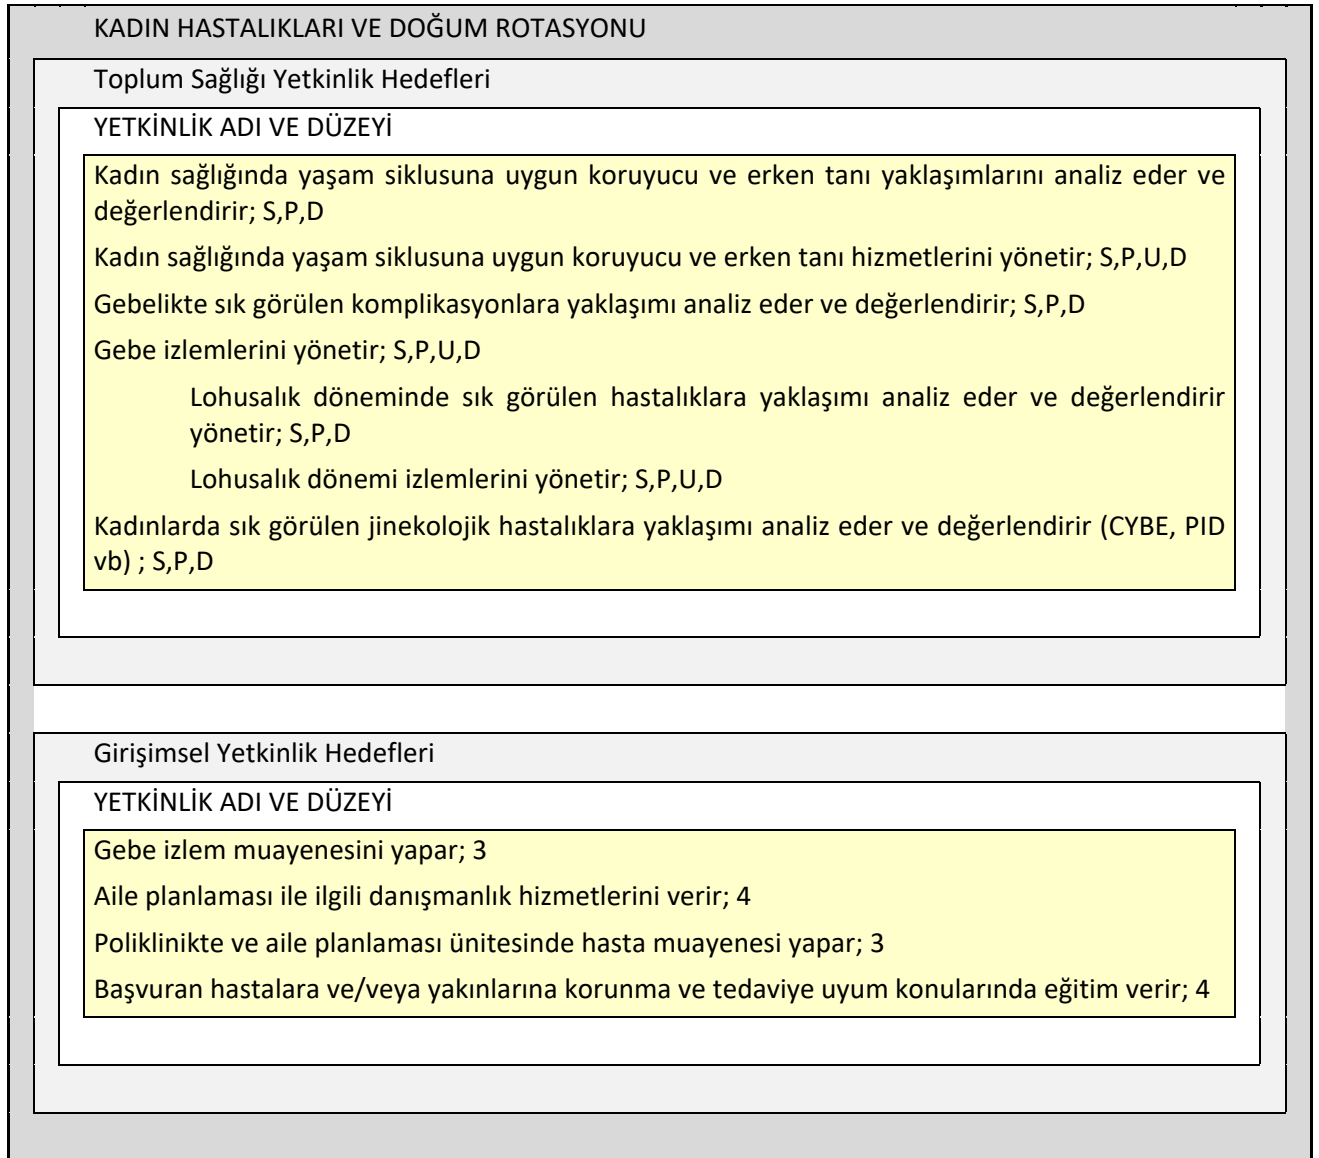 KADIN HASTALIKLARI VE DOĞUM ROTASYONU
Toplum Sağlığı Yetkinlik Hedefleri
YETKİNLİK ADI VE DÜZEYİ
Kadın sağlığında yaşam siklusuna uygun koruyucu ve erken tanı yaklaşımlarını analiz eder ve
değerlendirir; S,P,D
Kadın sağlığında yaşam siklusuna uygun koruyucu ve erken tanı hizmetlerini yönetir; S,P,U,D
Gebelikte sık görülen komplikasyonlara yaklaşımı analiz eder ve değerlendirir; S,P,D
Gebe izlemlerini yönetir; S,P,U,D
Lohusalık döneminde sık görülen hastalıklara yaklaşımı analiz eder ve değerlendirir
yönetir; S,P,D
Lohusalık dönemi izlemlerini yönetir; S,P,U,D
Kadınlarda sık görülen jinekolojik hastalıklara yaklaşımı analiz eder ve değerlendirir (CYBE, PID
vb) ; S,P,D
Girişimsel Yetkinlik Hedefleri
YETKİNLİK ADI VE DÜZEYİ
Gebe izlem muayenesini yapar; 3
Aile planlaması ile ilgili danışmanlık hizmetlerini verir; 4
Poliklinikte ve aile planlaması ünitesinde hasta muayenesi yapar; 3
Başvuran hastalara ve/veya yakınlarına korunma ve tedaviye uyum konularında eğitim verir; 4